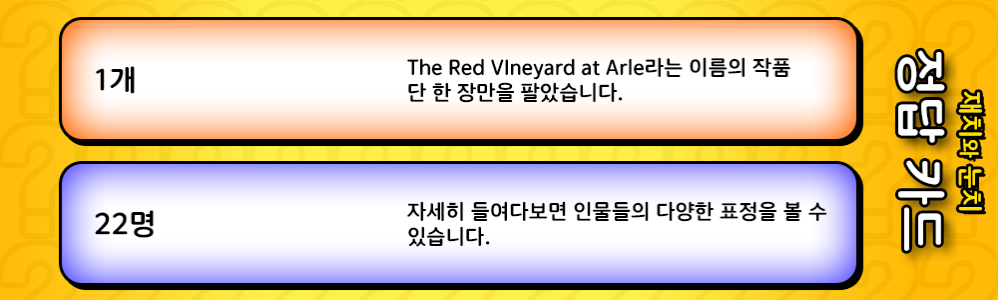 1개
The Red VIneyard at Arle라는 이름의 작품
단 한 장만을 팔았습니다.
22명
자세히 들여다보면 인물들의 다양한 표정을 볼 수
있습니다.
재치와 눈치
정답 카드